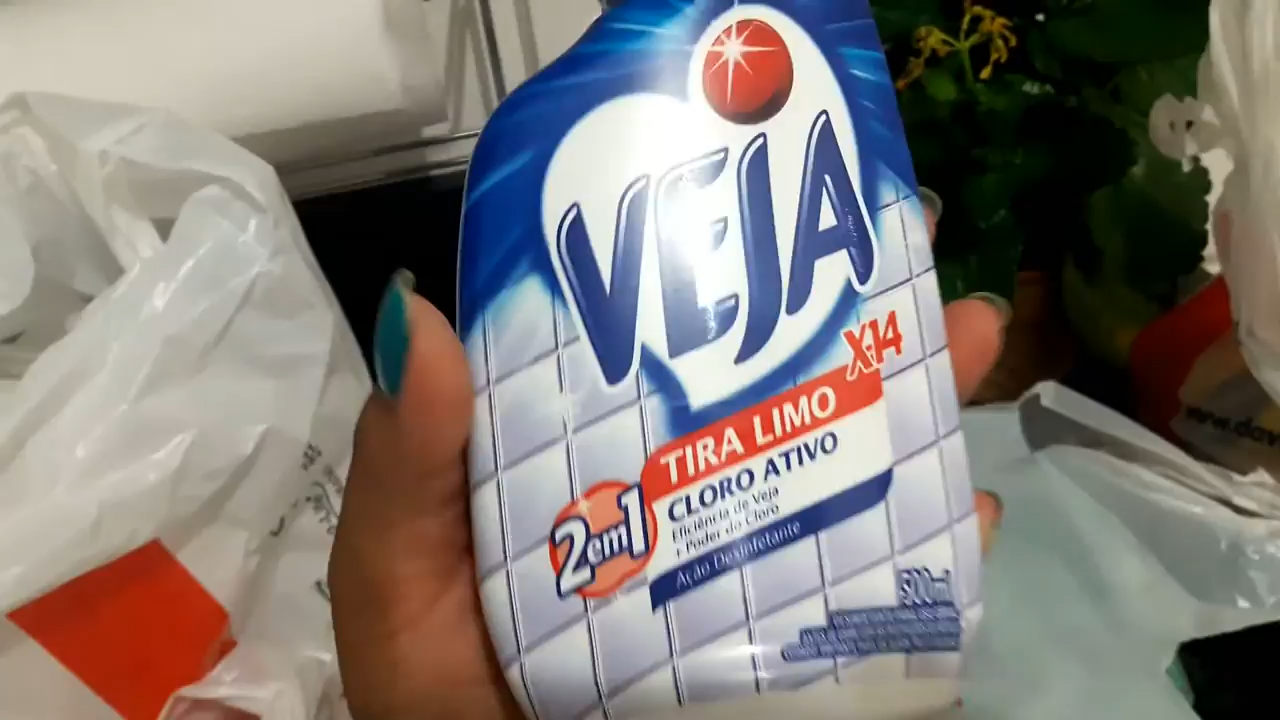 VEJA
X-14
TIRA LIMO
CLORO ATIVO
2em1
Eficiência de Veja
+ Poder do Cloro
Ação Desinfetante
500ml